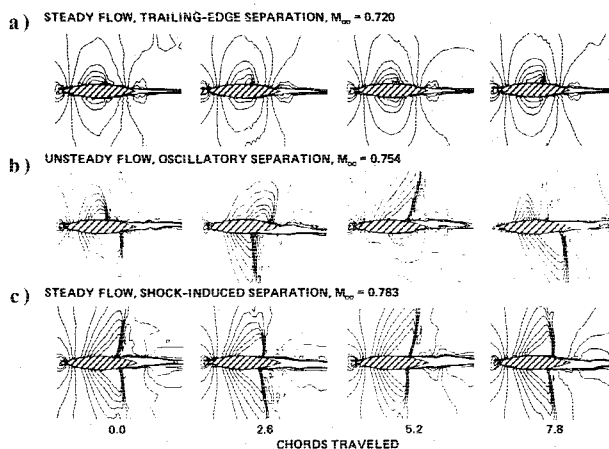 a) STEADY FLOW, TRAILING-EDGE SEPARATION, M∞ = 0.720
b) UNSTEADY FLOW, OSCILLATORY SEPARATION, M∞ = 0.754
c) STEADY FLOW, SHOCK-INDUCED SEPARATION, M∞ = 0.783
0.0 2.6 5.2 7.8
CHORDS TRAVELED